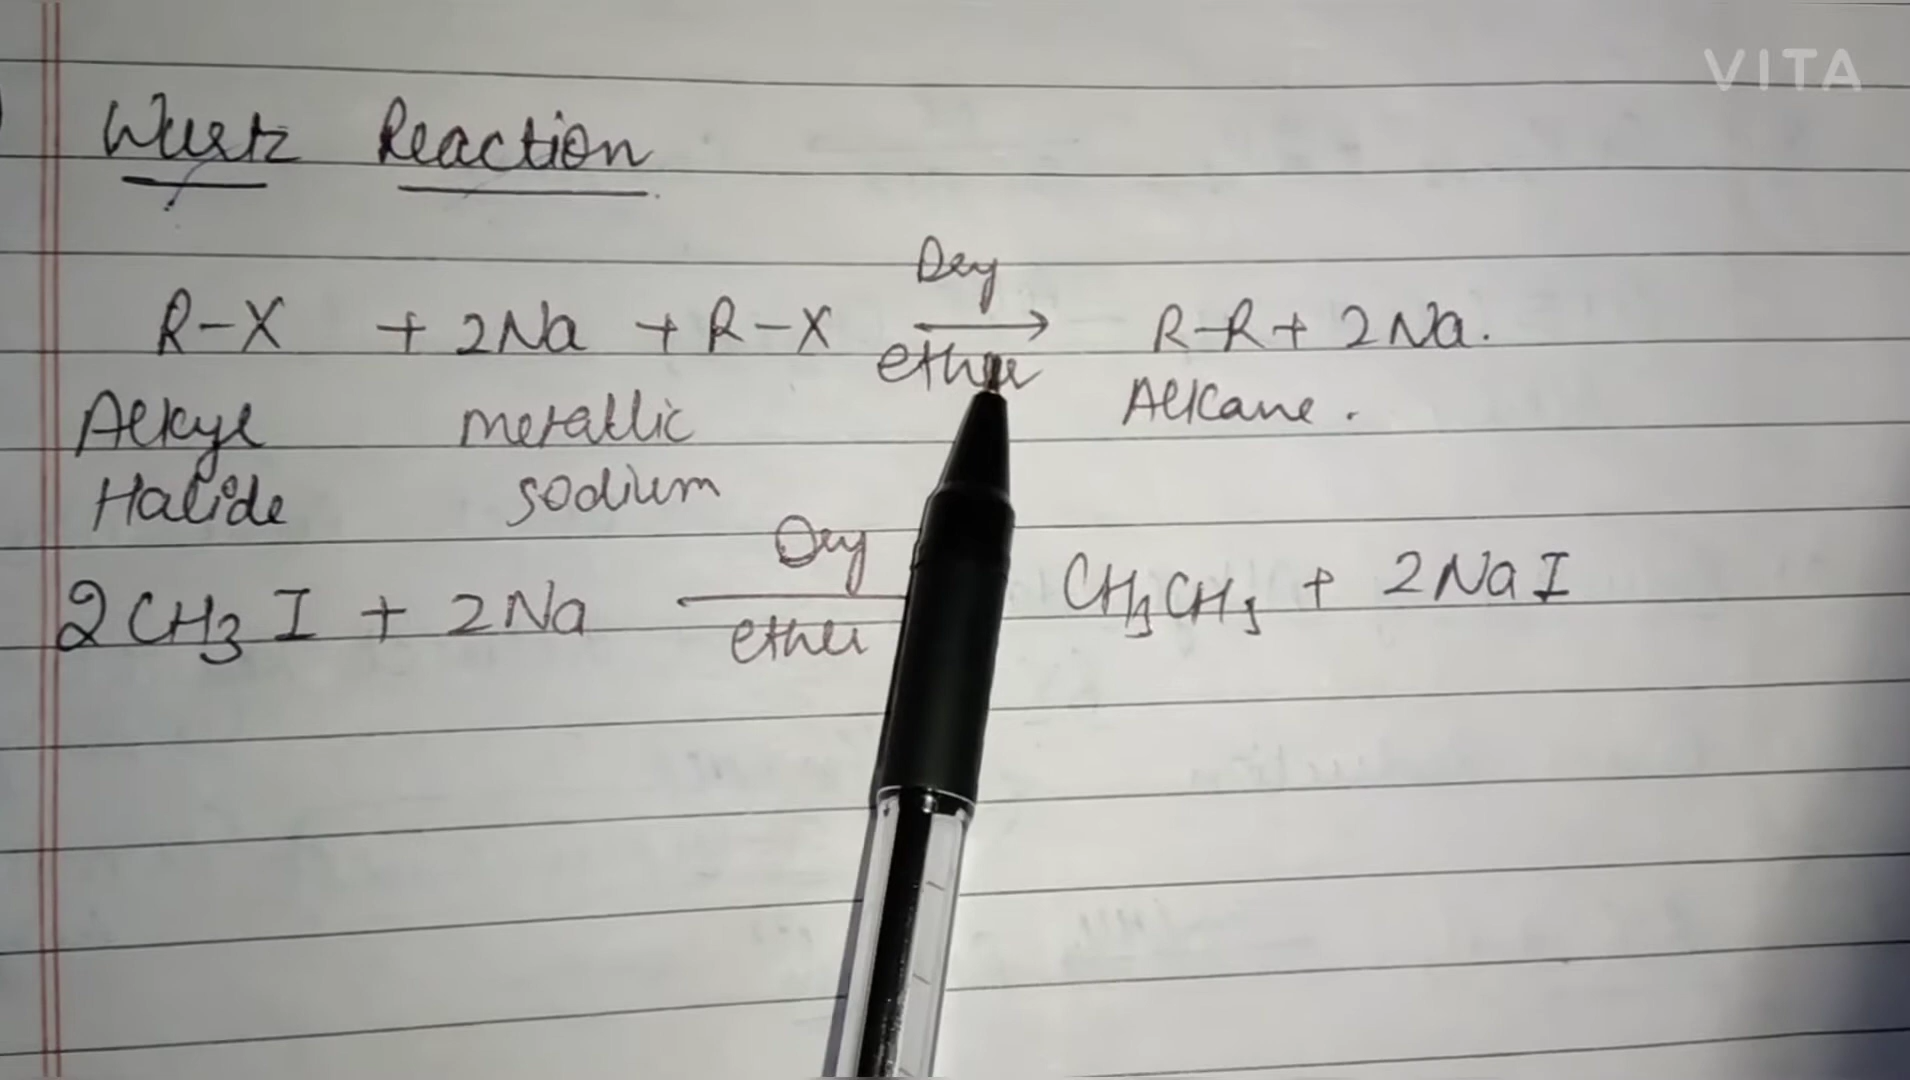 VITA
Wurtz Reaction
Dry
R-X + 2Na + R-X → R-R + 2Na.
ether
Alkyl metallic Alkane.
Halide sodium
Dry
2CH3I + 2Na CH3CH3 + 2NaI
ether